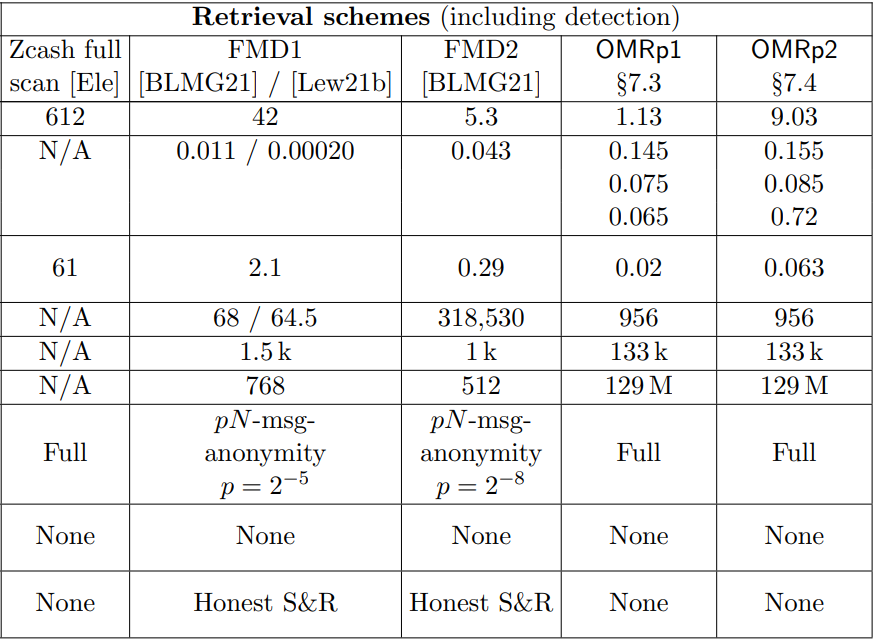 Retrieval schemes (including detection)
Zcash full scan [Ele] | FMD1 [BLMG21] / [Lew21b] | FMD2 [BLMG21] | OMRp1 §7.3 | OMRp2 §7.4
612 | 42 | 5.3 | 1.13 | 9.03
N/A | 0.011 / 0.00020 | 0.043 | 0.145 | 0.155
0.075 | 0.085
0.065 | 0.72
61 | 2.1 | 0.29 | 0.02 | 0.063
N/A | 68 / 64.5 | 318,530 | 956 | 956
N/A | 1.5 k | 1 k | 133 k | 133 k
N/A | 768 | 512 | 129 M | 129 M
Full | pN-msg-anonymity p = 2^{-5} | pN-msg-anonymity p = 2^{-8} | Full | Full
None | None | None | None | None
None | Honest S&R | Honest S&R | None | None